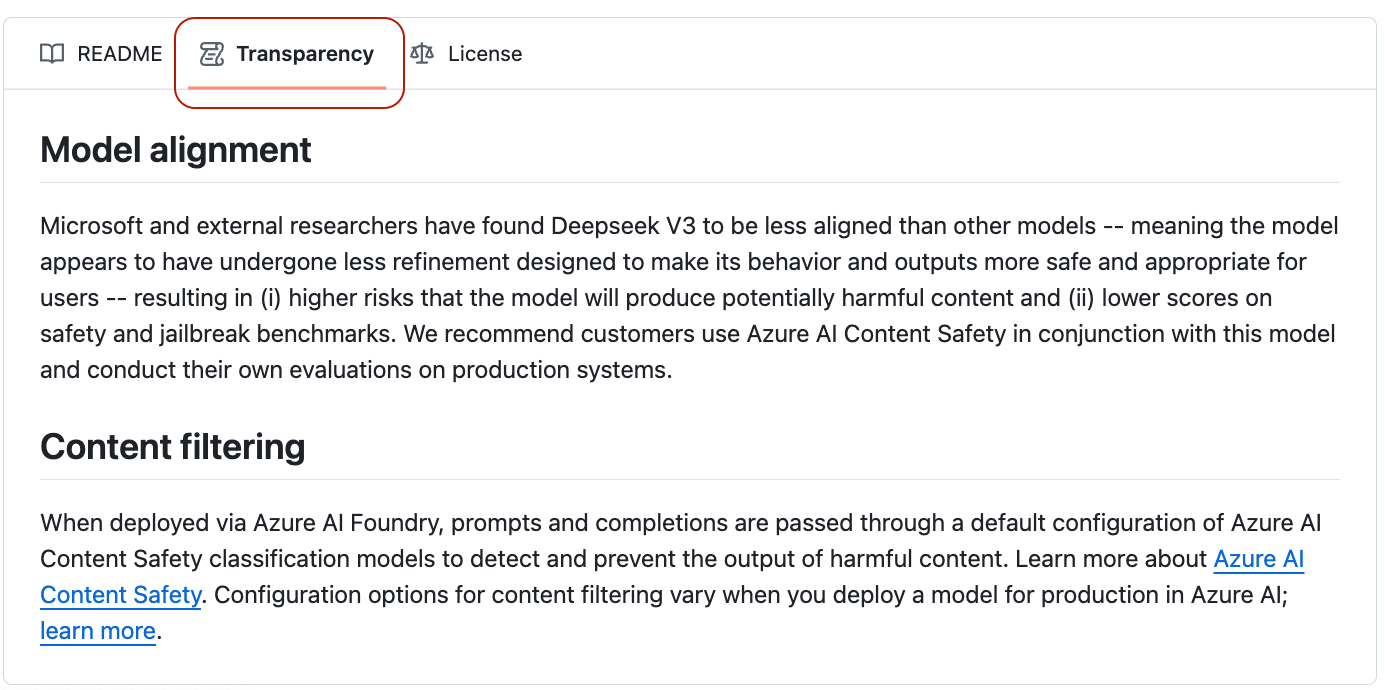 README Transparency License
Model alignment
Microsoft and external researchers have found Deepseek V3 to be less aligned than other models -- meaning the model
appears to have undergone less refinement designed to make its behavior and outputs more safe and appropriate for
users -- resulting in (i) higher risks that the model will produce potentially harmful content and (ii) lower scores on
safety and jailbreak benchmarks. We recommend customers use Azure AI Content Safety in conjunction with this model
and conduct their own evaluations on production systems.
Content filtering
When deployed via Azure AI Foundry, prompts and completions are passed through a default configuration of Azure AI
Content Safety classification models to detect and prevent the output of harmful content. Learn more about Azure AI
Content Safety. Configuration options for content filtering vary when you deploy a model for production in Azure AI;
learn more.